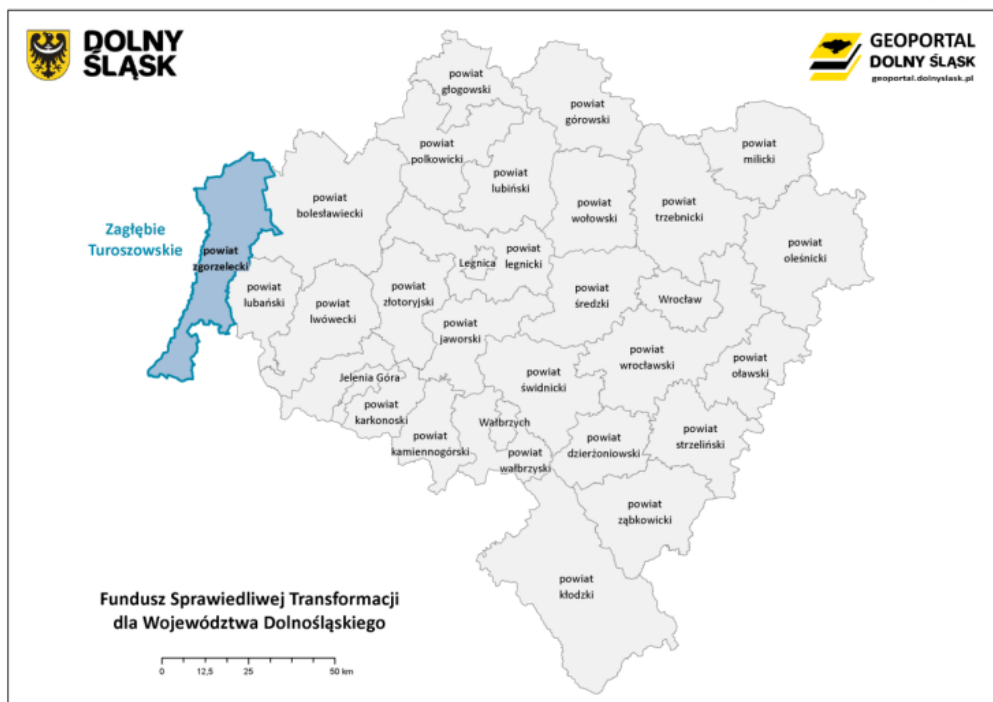 DOLNY
ŚLĄSK
GEOPORTAL
DOLNY ŚLĄSK
geoportal.dolnyslask.pl
powiat
głogowski
powiat
górowski
powiat
polkowicki
powiat
milicki
powiat
lubiński
powiat
bolesławiecki
powiat
wołowski
powiat
trzebnicki
Zagłębie
Turoszowskie
powiat
zgorzelecki
powiat
oleśnicki
Legnica
powiat
legnicki
powiat
lubański
powiat
złotoryjski
powiat
średzki
Wrocław
powiat
lwówecki
powiat
jaworski
powiat
wrocławski
powiat
oławski
Jelenia Góra
powiat
świdnicki
powiat
karkonoski
Wałbrzych
powiat
kamiennogórski
powiat
wałbrzyski
powiat
dzierżoniowski
powiat
strzeliński
powiat
ząbkowicki
powiat
kłodzki
Fundusz Sprawiedliwej Transformacji
dla Województwa Dolnośląskiego
0 12,5 25 50 km